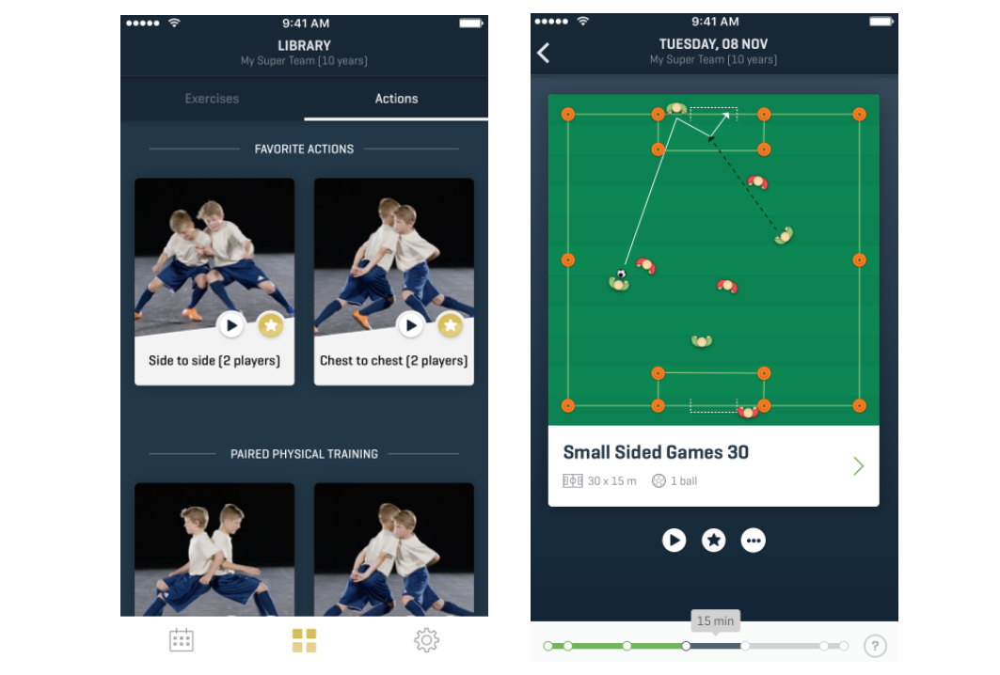 9:41 AM
LIBRARY
My Super Team [10 years]
Exercises
Actions
FAVORITE ACTIONS
Side to side [2 players]
Chest to chest [2 players]
PAIRED PHYSICAL TRAINING
9:41 AM
TUESDAY, 08 NOV
My Super Team [10 years]
Small Sided Games 30
30 x 15 m
1 ball
15 min
?